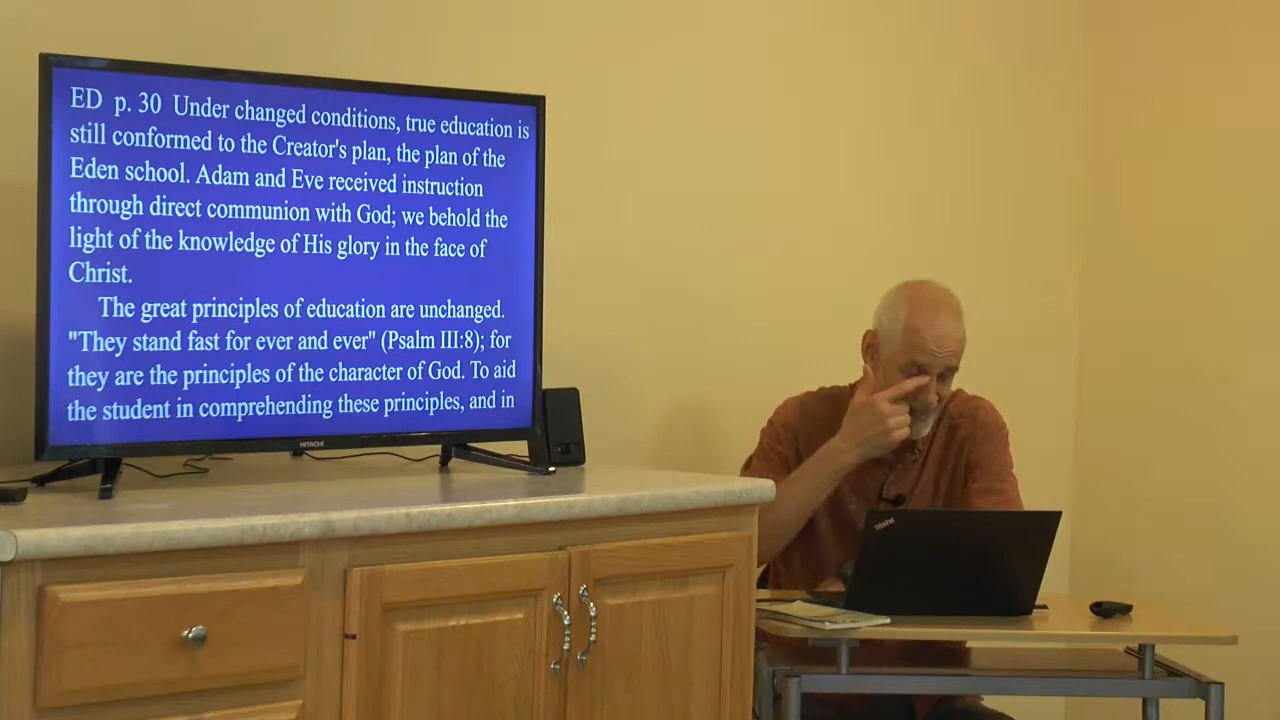 ED p. 30 Under changed conditions, true education is
still conformed to the Creator's plan, the plan of the
Eden school. Adam and Eve received instruction
through direct communion with God; we behold the
light of the knowledge of His glory in the face of
Christ.
The great principles of education are unchanged.
"They stand fast for ever and ever" (Psalm III:8); for
they are the principles of the character of God. To aid
the student in comprehending these principles, and in
HITACHI
ThinkPad